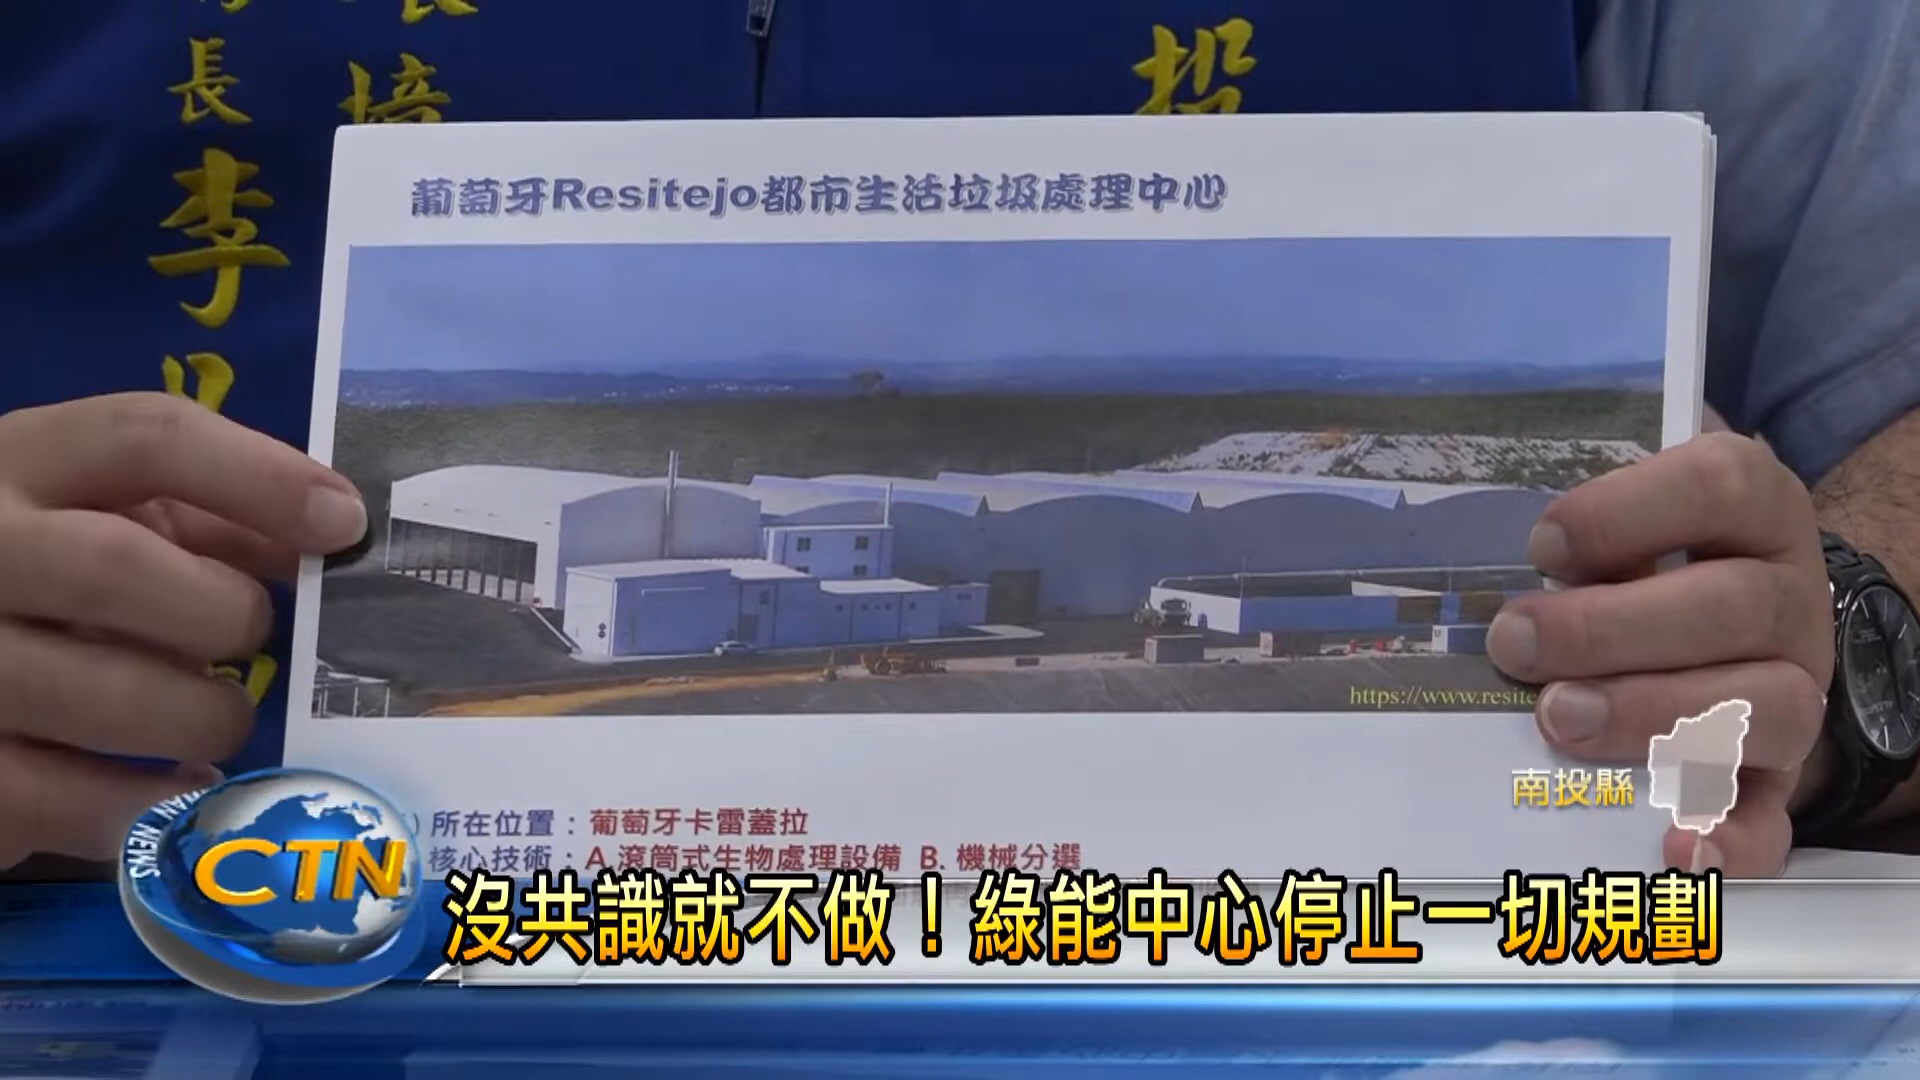 長
李
投
葡萄牙Resitejo都市生活垃圾處理中心
https://www.resite
南投縣
所在位置：葡萄牙卡雷蓋拉
核心技術：A.滾筒式生物處理設備 B. 機械分選
NEWS
CTN
沒共識就不做！綠能中心停止一切規劃